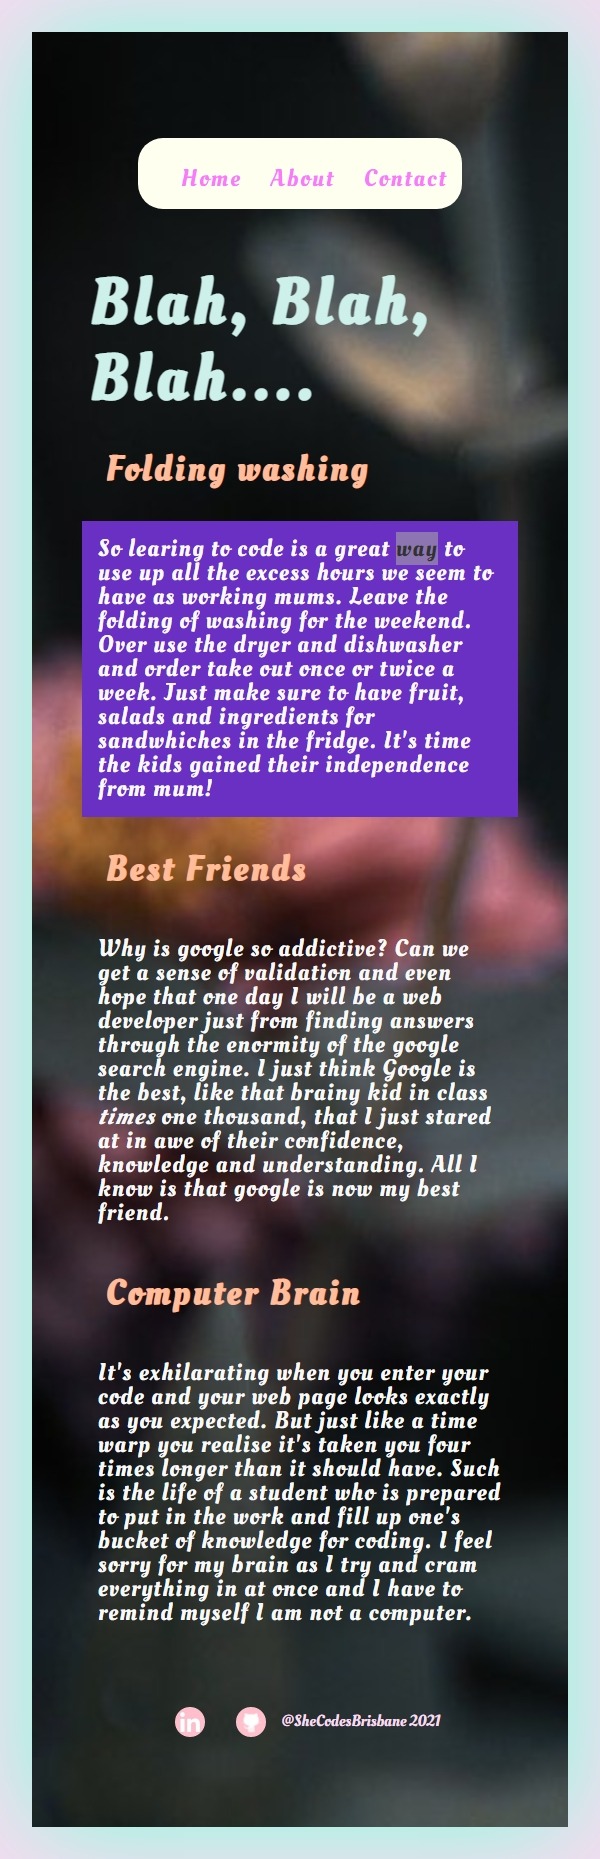 Home About Contact
Blah, Blah,
Blah....
Folding washing
So learing to code is a great way to
use up all the excess hours we seem to
have as working mums. Leave the
folding of washing for the weekend.
Over use the dryer and dishwasher
and order take out once or twice a
week. Just make sure to have fruit,
salads and ingredients for
sandwhiches in the fridge. It's time
the kids gained their independence
from mum!
Best Friends
Why is google so addictive? Can we
get a sense of validation and even
hope that one day I will be a web
developer just from finding answers
through the enormity of the google
search engine. I just think Google is
the best, like that brainy kid in class
times one thousand, that I just stared
at in awe of their confidence,
knowledge and understanding. All I
know is that google is now my best
friend.
Computer Brain
It's exhilarating when you enter your
code and your web page looks exactly
as you expected. But just like a time
warp you realise it's taken you four
times longer than it should have. Such
is the life of a student who is prepared
to put in the work and fill up one's
bucket of knowledge for coding. I feel
sorry for my brain as I try and cram
everything in at once and I have to
remind myself I am not a computer.
in @SheCodesBrisbane 2021